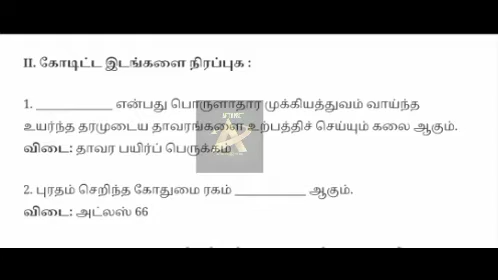 II. கோடிட்ட இடங்களை நிரப்புக :
1. ____________ என்பது பொருளாதார முக்கியத்துவம் வாய்ந்த
உயர்ந்த தரமுடைய தாவரங்களை உற்பத்திச் செய்யும் கலை ஆகும்.
விடை: தாவர பயிர்ப் பெருக்கம்
2. புரதம் செறிந்த கோதுமை ரகம் ___________ ஆகும்.
விடை: அட்லஸ் 66